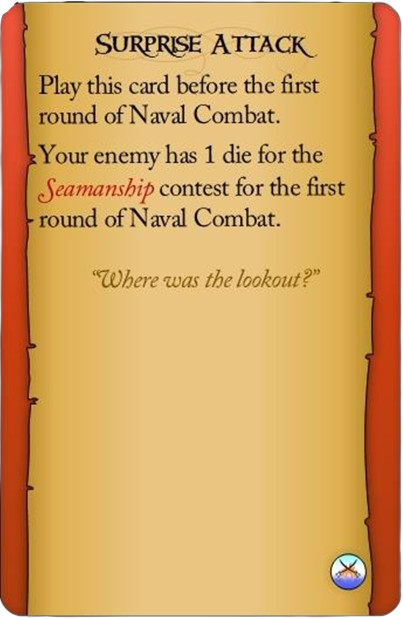 Surprise Attack
Play this card before the first
round of Naval Combat.
Your enemy has 1 die for the
Seamanship contest for the first
round of Naval Combat.
“Where was the lookout?”